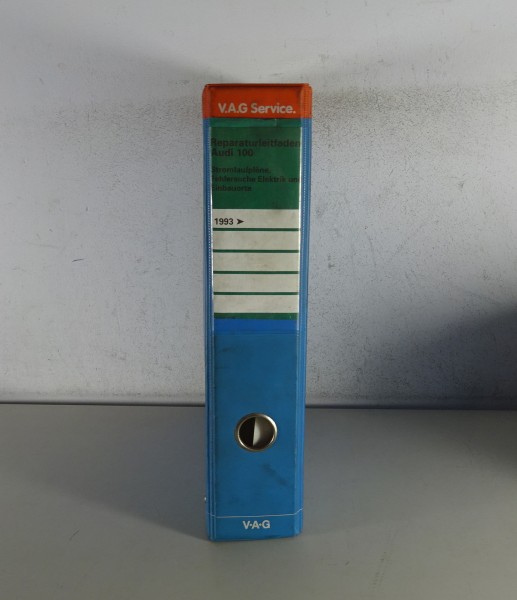 V.A.G Service.
Reparaturleitfaden
Audi 100
Stromlaufpläne,
Fehlersuche Elektrik und
Einbauorte
1993 ➤
V·A·G